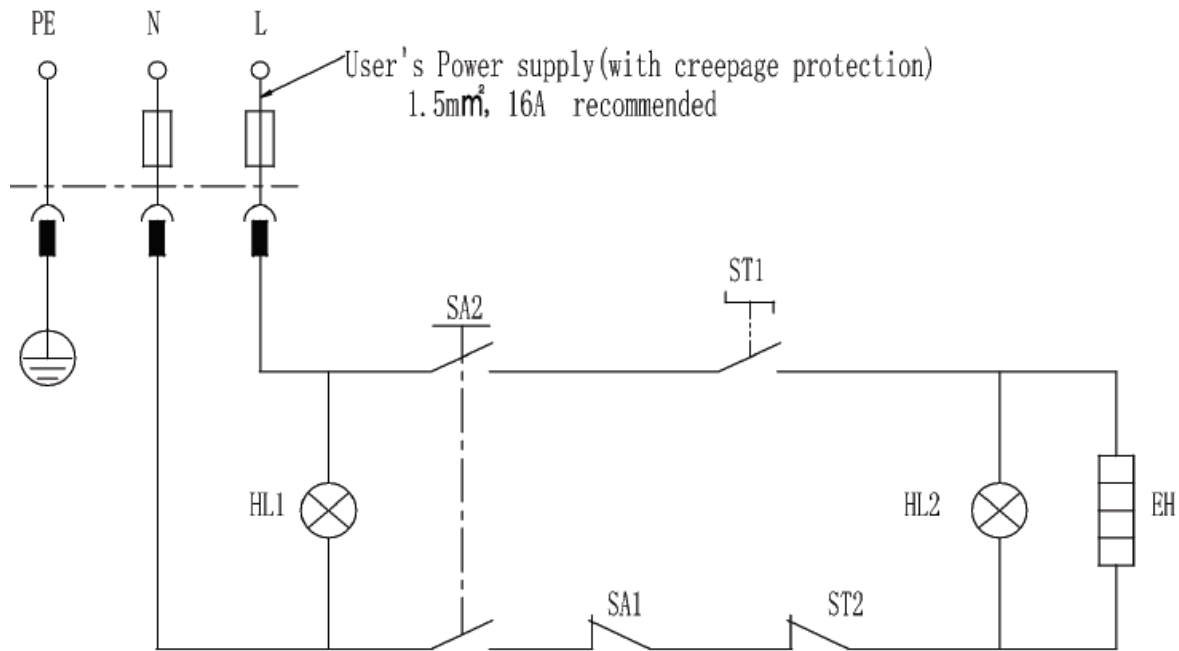 PE N L
User's Power supply(with creepage protection)
1.5mm², 16A recommended
ST1
SA2
HL1
HL2
EH
SA1
ST2